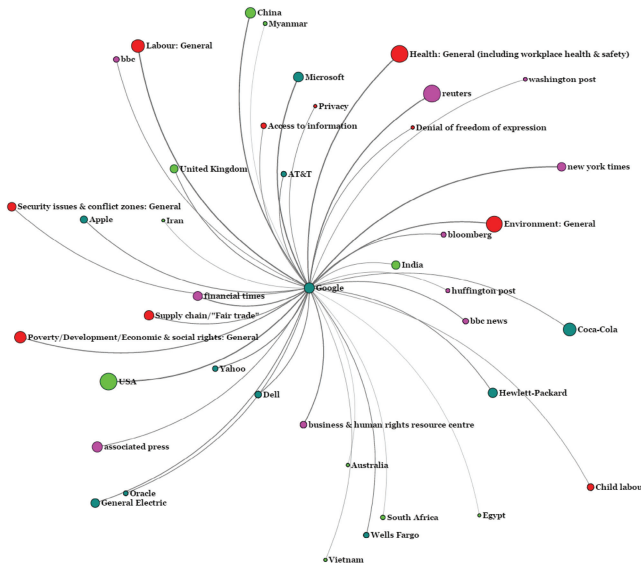 China
Myanmar
Labour: General
Health: General (including workplace health & safety)
bbc
Microsoft
washington post
reuters
Privacy
Access to information
Denial of freedom of expression
United Kingdom
new york times
AT&T
Security issues & conflict zones: General
Apple
Iran
Environment: General
bloomberg
India
Google
huffington post
financial times
Supply chain/"Fair trade"
bbc news
Coca-Cola
Poverty/Development/Economic & social rights: General
Yahoo
USA
Dell
Hewlett-Packard
business & human rights resource centre
associated press
Australia
Child labou
Oracle
General Electric
South Africa
Egypt
Wells Fargo
Vietnam